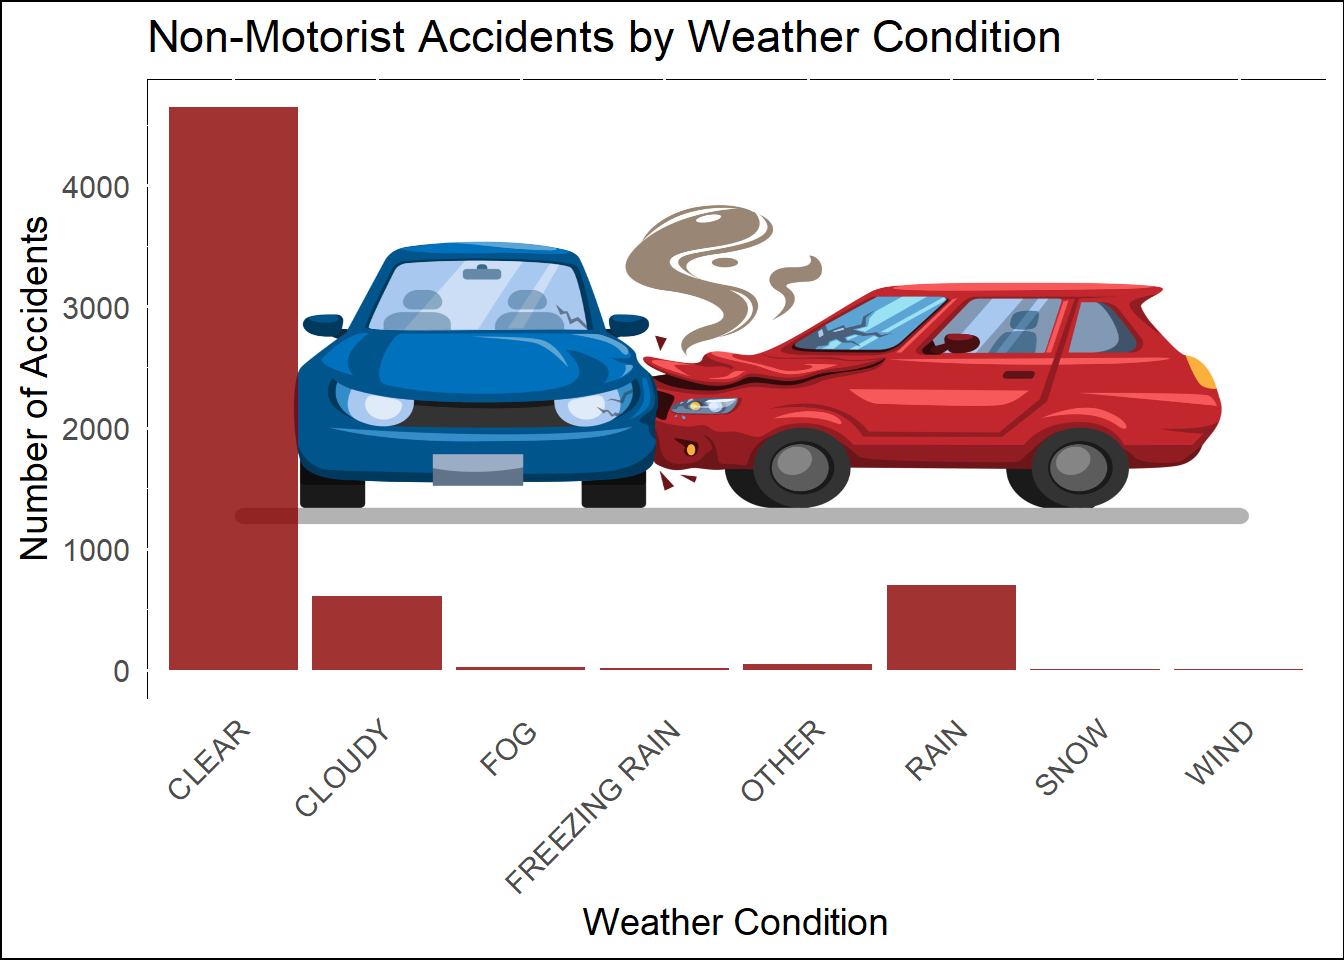 Non-Motorist Accidents by Weather Condition
Number of Accidents
4000
3000
2000
1000
0
CLEAR
CLOUDY
FOG
FREEZING RAIN
OTHER
RAIN
SNOW
WIND
Weather Condition